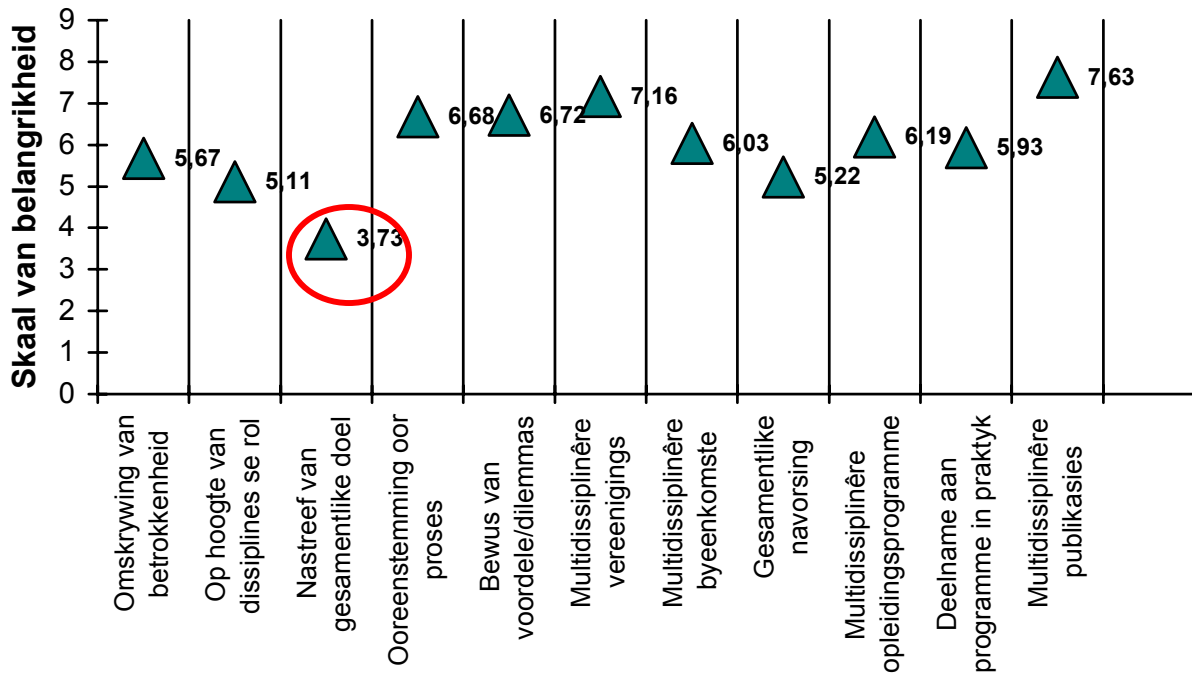 Skaal van belangrikheid
9
8
7
6
5
4
3
2
1
0
5,67
5,11
3,73
6,68
6,72
7,16
6,03
5,22
6,19
5,93
7,63
Omskrywing van
betrokkenheid
Op hoogte van
dissiplines se rol
Nastreef van
gesamentlike doel
Ooreenstemming oor
proses
Bewus van
voordele/dilemmas
Multidissiplinêre
vereenigings
Multidissiplinêre
byeenkomste
Gesamentlike
navorsing
Multidissiplinêre
opleidingsprogramme
Deelname aan
programme in praktyk
Multidissiplinêre
publikasies